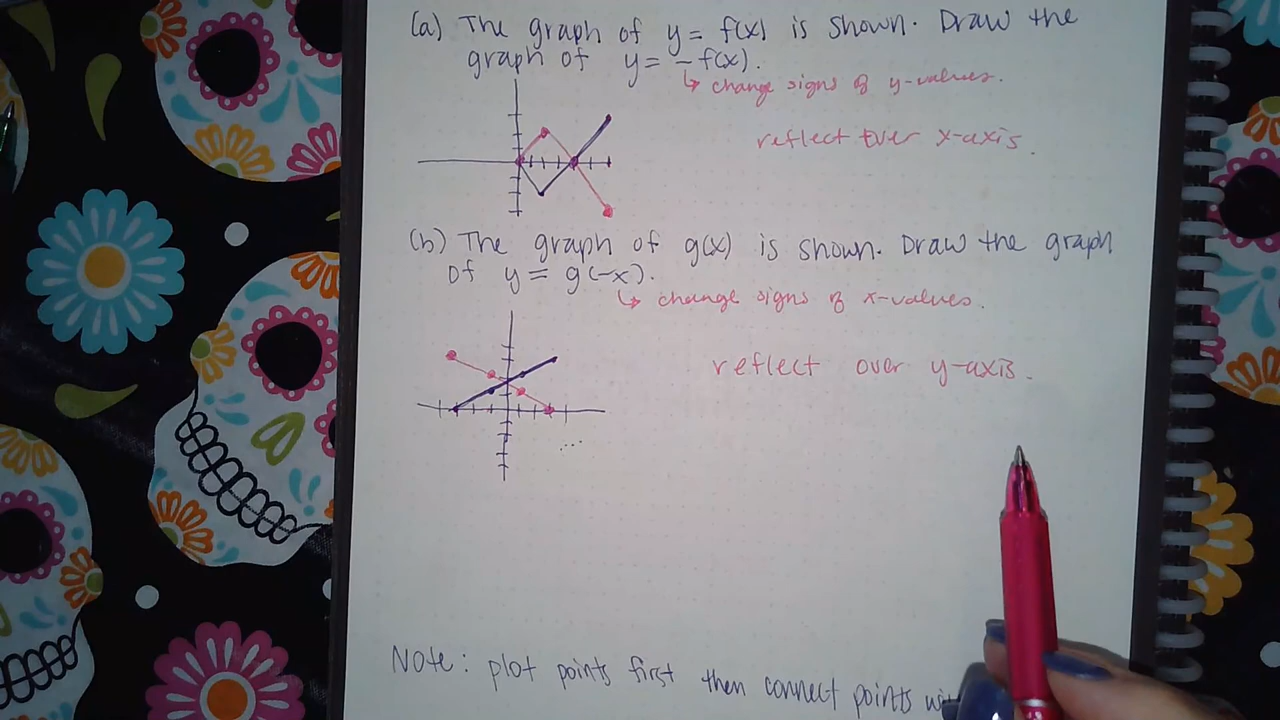 (a) The graph of y = f(x) is shown. Draw the
graph of y = -f(x).
↳ change signs of y-values.
reflect over x-axis.
(b) The graph of g(x) is shown. Draw the graph
of y = g(-x).
↳ change signs of x-values.
reflect over y-axis.
Note: plot points first then connect points